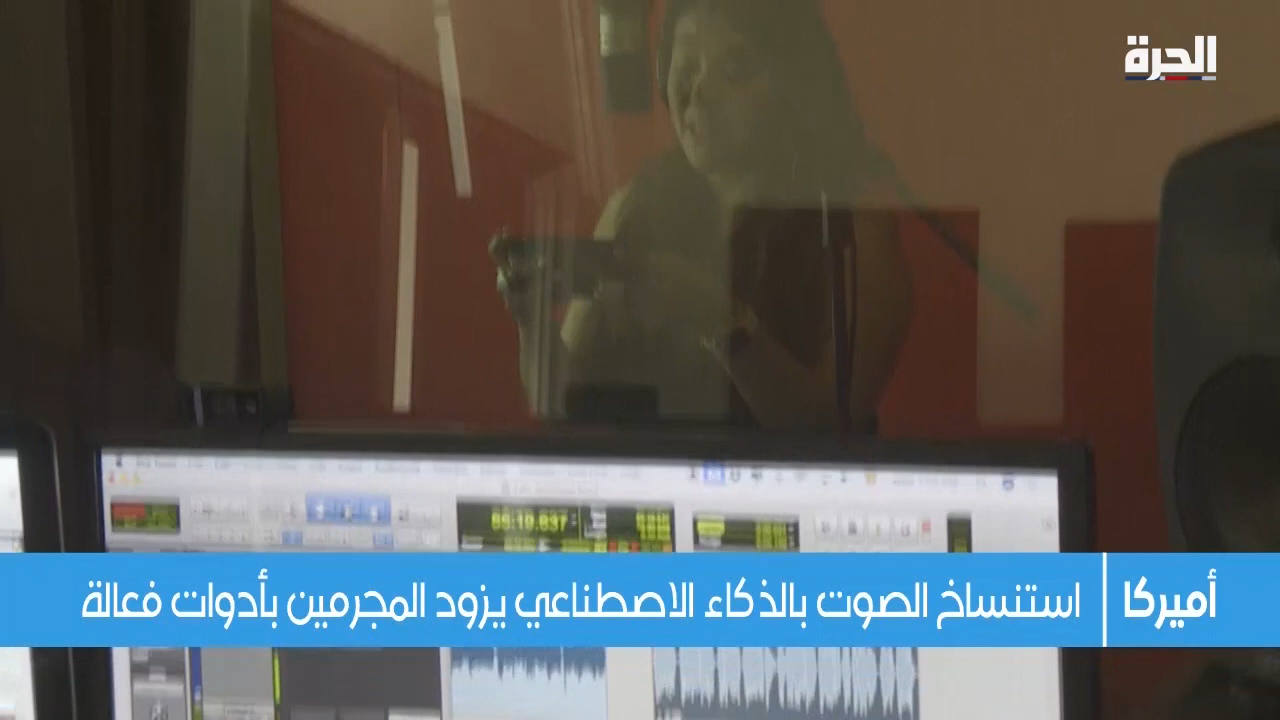 الحرة
أميركا
استنساخ الصوت بالذكاء الاصطناعي يزود المجرمين بأدوات فعالة